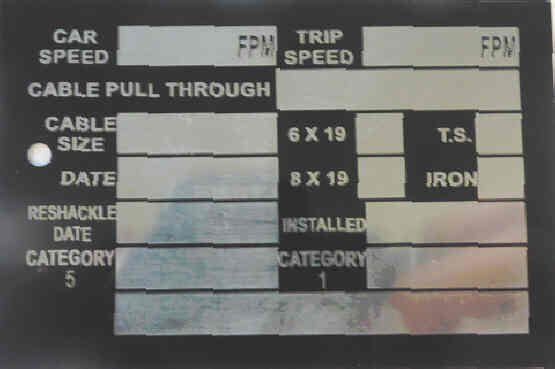 CAR SPEED FPM TRIP SPEED FPM
CABLE PULL THROUGH
CABLE SIZE 6 X 19 T.S.
DATE 8 X 19 IRON
RESHACKLE DATE INSTALLED
CATEGORY 5 CATEGORY 1